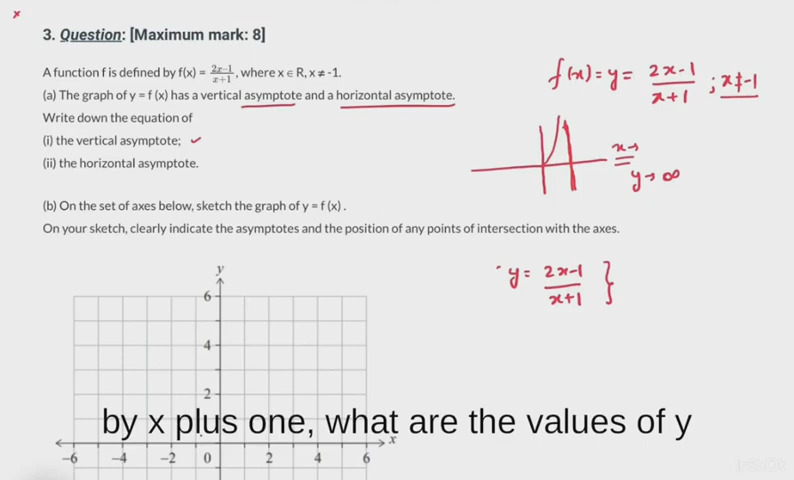 x
3. Question: [Maximum mark: 8]
A function f is defined by f(x) = 2x−1/x+1, where x ∈ R, x ≠ -1.
(a) The graph of y = f (x) has a vertical asymptote and a horizontal asymptote.
Write down the equation of
(i) the vertical asymptote;
(ii) the horizontal asymptote.
f(x) = y = 2x-1/x+1 ; x≠-1
x→
y→∞
(b) On the set of axes below, sketch the graph of y = f (x) .
On your sketch, clearly indicate the asymptotes and the position of any points of intersection with the axes.
y = 2x-1/x+1 }
y
6
4
2
by x plus one, what are the values of y
x
−6 −4 −2 0 2 4 6